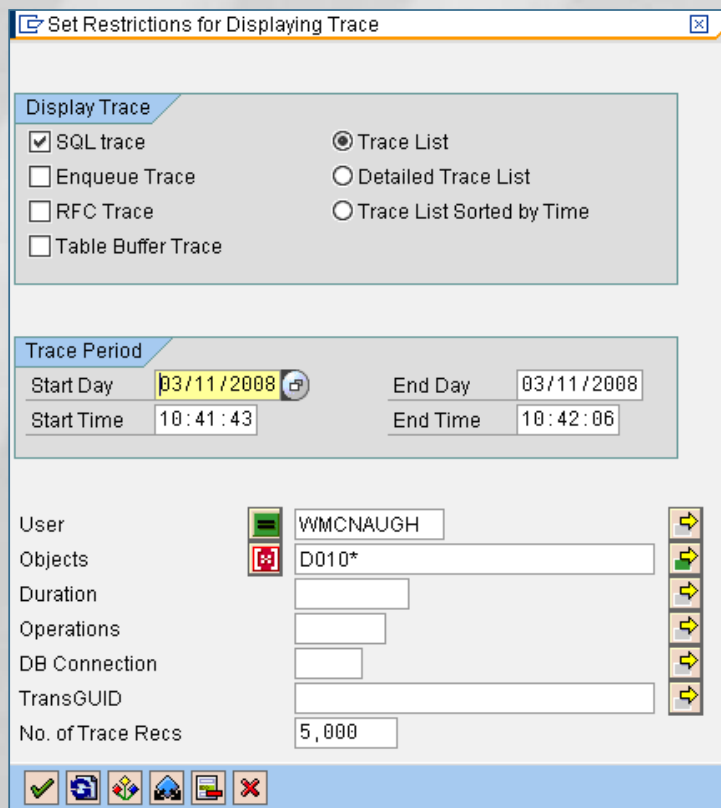 Set Restrictions for Displaying Trace
Display Trace
SQL trace
Trace List
Enqueue Trace
Detailed Trace List
RFC Trace
Trace List Sorted by Time
Table Buffer Trace
Trace Period
Start Day 03/11/2008 End Day 03/11/2008
Start Time 10:41:43 End Time 10:42:06
User WMCNAUGH
Objects D010*
Duration
Operations
DB Connection
TransGUID
No. of Trace Recs 5,000